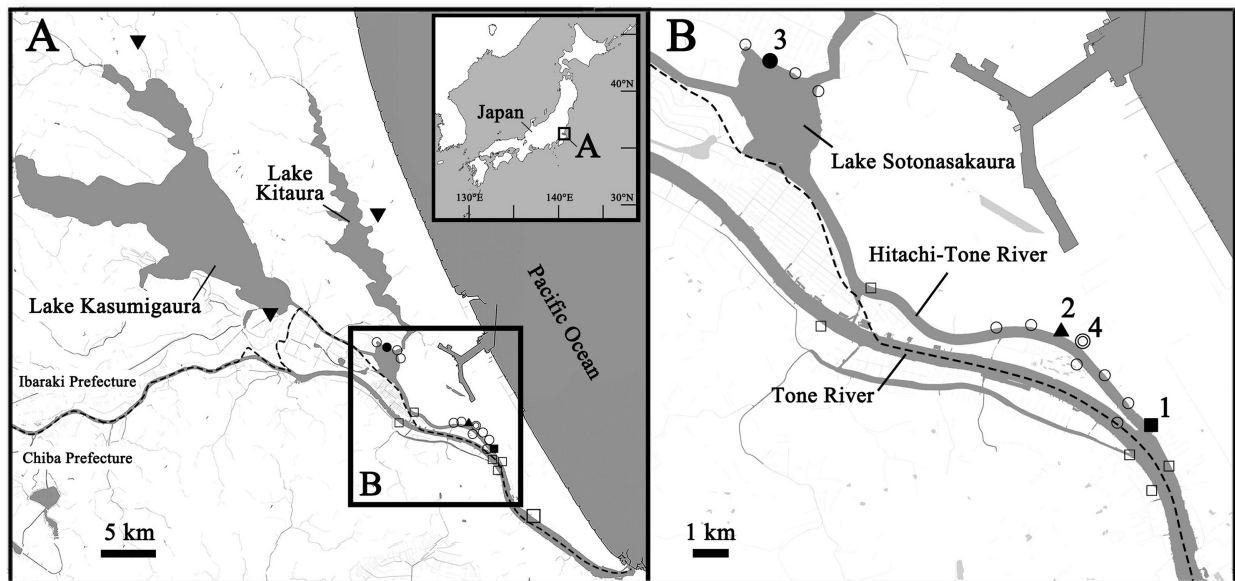 A
Lake
Kitaura
Lake Kasumigaura
Ibaraki Prefecture
Chiba Prefecture
5 km
B
Pacific Ocean
Japan
A
40°N
30°N
130°E
140°E
B
3
Lake Sotonasakaura
Hitachi-Tone River
2
4
Tone River
1
1 km